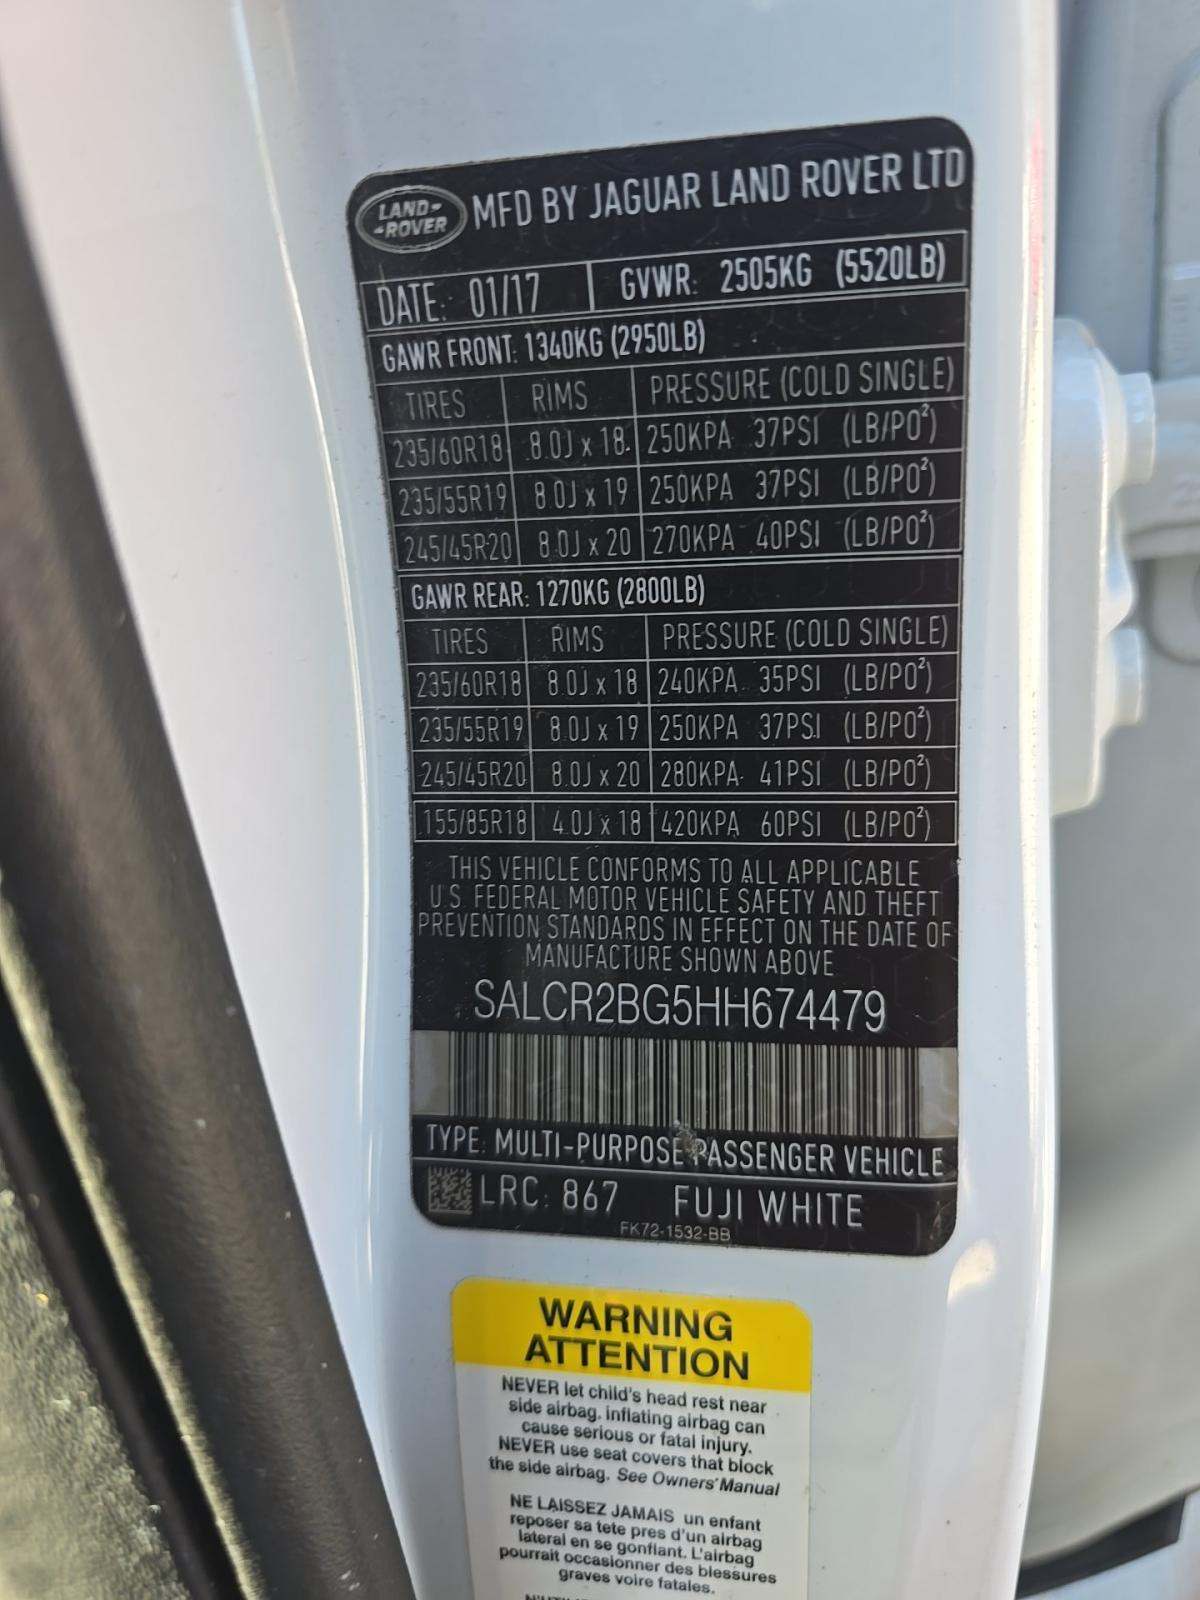 LAND-
-ROVER
MFD BY JAGUAR LAND ROVER LTD
DATE: 01/17 GVWR: 2505KG (5520LB)
GAWR FRONT: 1340KG (2950LB)
TIRES RIMS PRESSURE (COLD SINGLE)
235/60R18 8.0J x 18 250KPA 37PSI (LB/PO²)
235/55R19 8.0J x 19 250KPA 37PSI (LB/PO²)
245/45R20 8.0J x 20 270KPA 40PSI (LB/PO²)
GAWR REAR: 1270KG (2800LB)
TIRES RIMS PRESSURE (COLD SINGLE)
235/60R18 8.0J x 18 240KPA 35PSI (LB/PO²)
235/55R19 8.0J x 19 250KPA 37PSI (LB/PO²)
245/45R20 8.0J x 20 280KPA 41PSI (LB/PO²)
155/85R18 4.0J x 18 420KPA 60PSI (LB/PO²)
THIS VEHICLE CONFORMS TO ALL APPLICABLE
U.S. FEDERAL MOTOR VEHICLE SAFETY AND THEFT
PREVENTION STANDARDS IN EFFECT ON THE DATE OF
MANUFACTURE SHOWN ABOVE
SALCR2BG5HH674479
TYPE: MULTI-PURPOSE PASSENGER VEHICLE
LRC: 867 FUJI WHITE
FK72-1532-BB
WARNING
ATTENTION
NEVER let child's head rest near
side airbag, inflating airbag can
cause serious or fatal injury.
NEVER use seat covers that block
the side airbag. See Owners' Manual
NE LAISSEZ JAMAIS un enfant
reposer sa tete pres d'un airbag
lateral en se gonflant. L'airbag
pourrait occasionner des blessures
graves voire fatales.